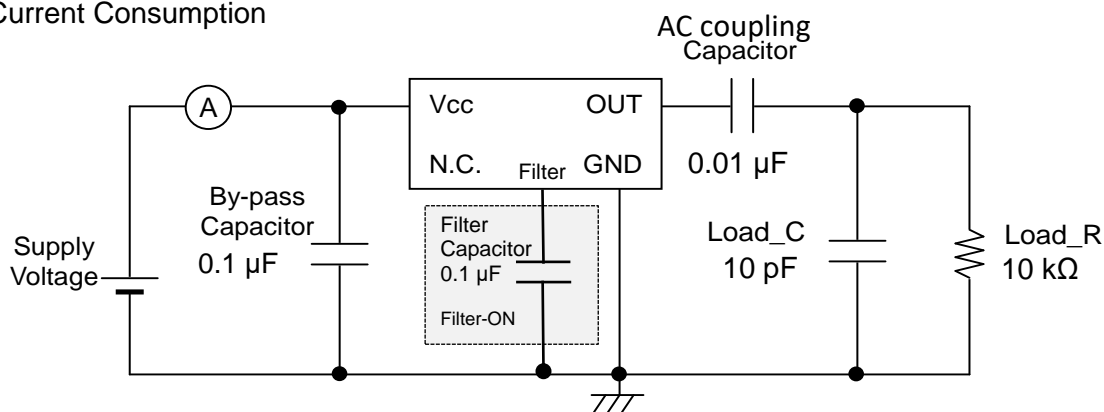 Current Consumption
AC coupling
Capacitor
A
Vcc
OUT
N.C.
Filter
GND
0.01 µF
By-pass
Capacitor
0.1 µF
Filter
Capacitor
0.1 µF
Filter-ON
Supply
Voltage
Load_C
10 pF
Load_R
10 kΩ